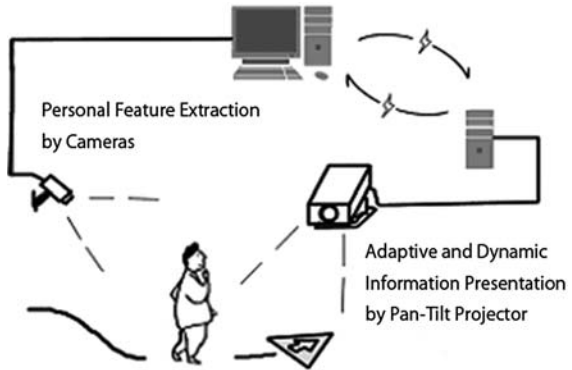 Personal Feature Extraction
by Cameras
Adaptive and Dynamic
Information Presentation
by Pan-Tilt Projector